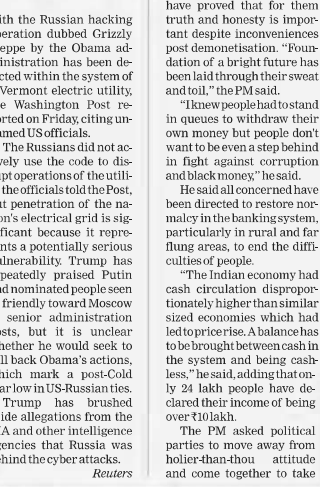 ith the Russian hacking
peration dubbed Grizzly
eppe by the Obama ad-
inistration has been de-
cted within the system of
Vermont electric utility,
e Washington Post re-
orted on Friday, citing un-
amed US officials.
The Russians did not ac-
vely use the code to dis-
upt operations of the utili-
the officials told the Post,
ut penetration of the na-
on's electrical grid is sig-
ficant because it repre-
nts a potentially serious
ulnerability. Trump has
peatedly praised Putin
nd nominated people seen
friendly toward Moscow
senior administration
osts, but it is unclear
hether he would seek to
ll back Obama's actions,
hich mark a post-Cold
ar low in US-Russian ties.
Trump has brushed
ide allegations from the
IA and other intelligence
gencies that Russia was
ehind the cyber attacks.
Reuters
have proved that for them
truth and honesty is impor-
tant despite inconveniences
post demonetisation. “Foun-
dation of a bright future has
been laid through their sweat
and toil,” the PM said.
“I knew people had to stand
in queues to withdraw their
own money but people don't
want to be even a step behind
in fight against corruption
and black money,” he said.
He said all concerned have
been directed to restore nor-
malcy in the banking system,
particularly in rural and far
flung areas, to end the diffi-
culties of people.
“The Indian economy had
cash circulation dispropor-
tionately higher than similar
sized economies which had
led to price rise. A balance has
to be brought between cash in
the system and being cash-
less,” he said, adding that on-
ly 24 lakh people have de-
clared their income of being
over ₹10 lakh.
The PM asked political
parties to move away from
holier-than-thou attitude
and come together to take